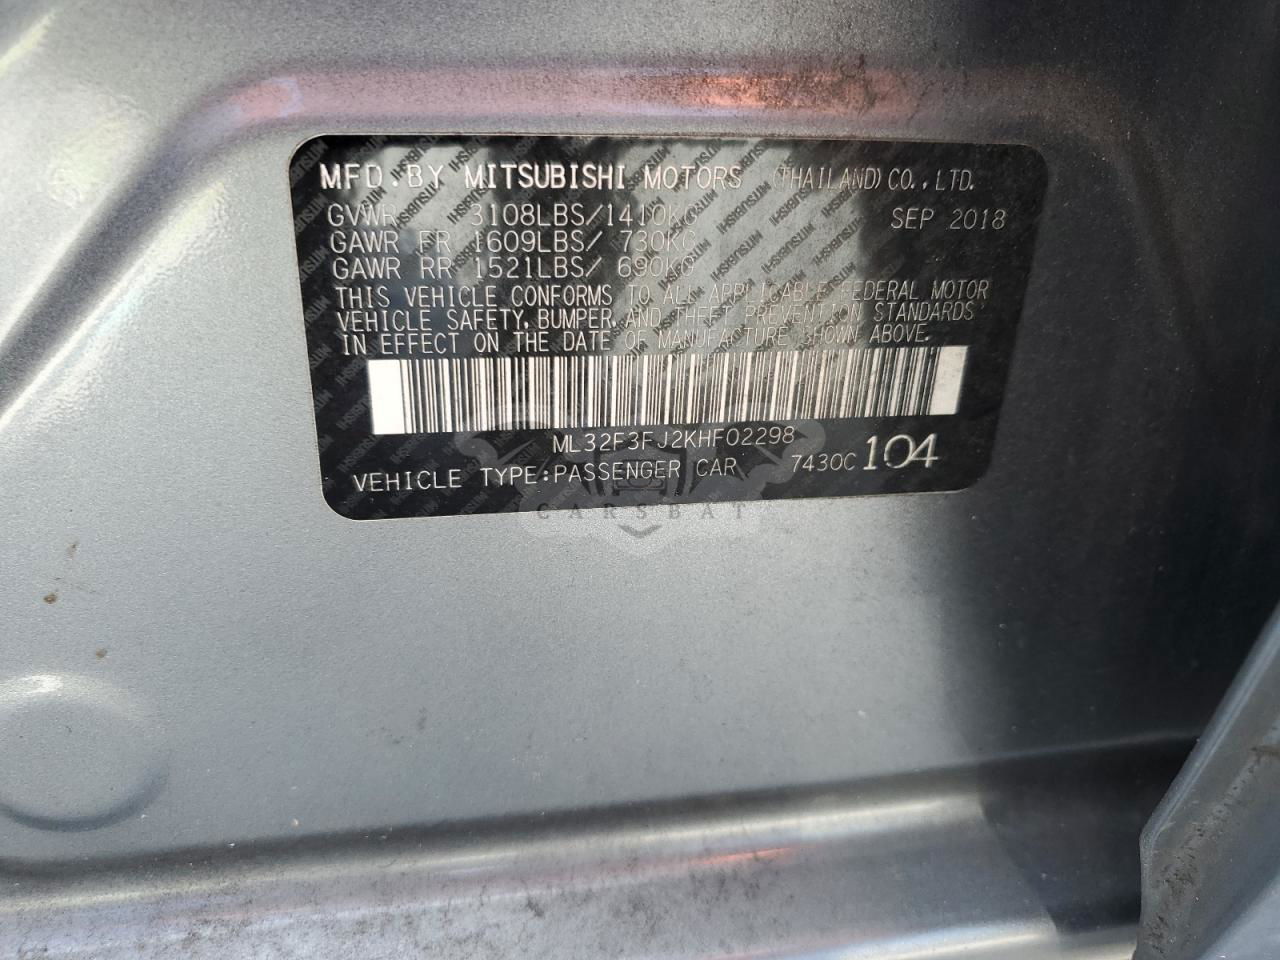 MFD.BY MITSUBISHI MOTORS (THAILAND)CO.,LTD.
GVWR 3108LBS/1410KG SEP 2018
GAWR FR 1609LBS/ 730KG
GAWR RR 1521LBS/ 690KG
THIS VEHICLE CONFORMS TO ALL APPLICABLE FEDERAL MOTOR
VEHICLE SAFETY, BUMPER, AND THEFT PREVENTION STANDARDS
IN EFFECT ON THE DATE OF MANUFACTURE SHOWN ABOVE.
ML32F3FJ2KHF02298
VEHICLE TYPE:PASSENGER CAR 7430C 104
CARSBAT